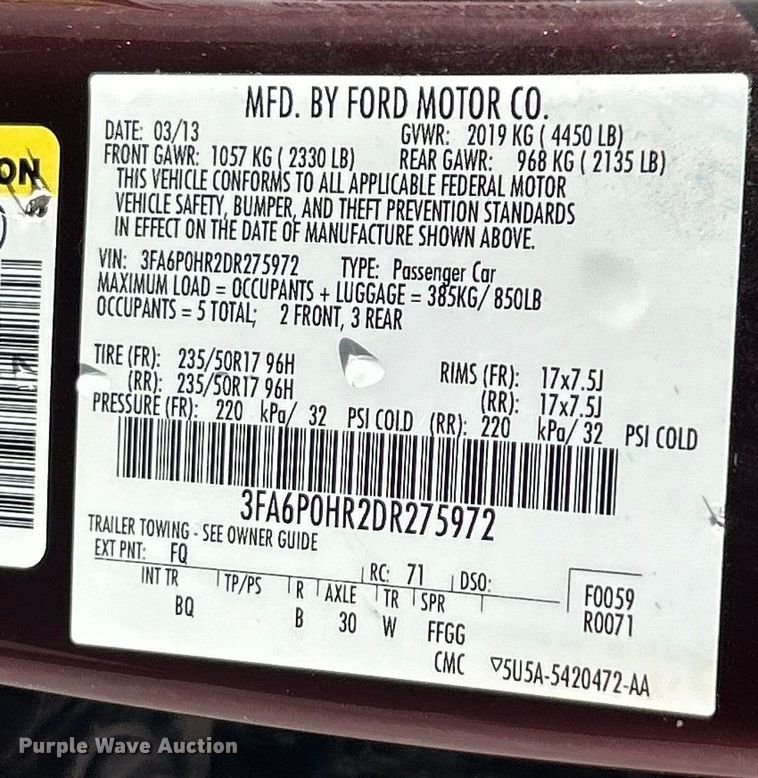 MFD. BY FORD MOTOR CO.
DATE: 03/13 GVWR: 2019 KG ( 4450 LB)
FRONT GAWR: 1057 KG ( 2330 LB) REAR GAWR: 968 KG ( 2135 LB)
THIS VEHICLE CONFORMS TO ALL APPLICABLE FEDERAL MOTOR
VEHICLE SAFETY, BUMPER, AND THEFT PREVENTION STANDARDS
IN EFFECT ON THE DATE OF MANUFACTURE SHOWN ABOVE.
VIN: 3FA6P0HR2DR275972 TYPE: Passenger Car
MAXIMUM LOAD = OCCUPANTS + LUGGAGE = 385KG/ 850LB
OCCUPANTS = 5 TOTAL; 2 FRONT, 3 REAR
TIRE (FR): 235/50R17 96H RIMS (FR): 17x7.5J
(RR): 235/50R17 96H (RR): 17x7.5J
PRESSURE (FR): 220 kPa/ 32 PSI COLD (RR): 220 kPa/ 32 PSI COLD
3FA6P0HR2DR275972
TRAILER TOWING - SEE OWNER GUIDE
EXT PNT: FQ RC: 71 DSO: F0059
INT TR TP/PS R AXLE TR SPR R0071
BQ B 30 W FFGG
CMC ▽5U5A-5420472-AA
ON
Purple Wave Auction